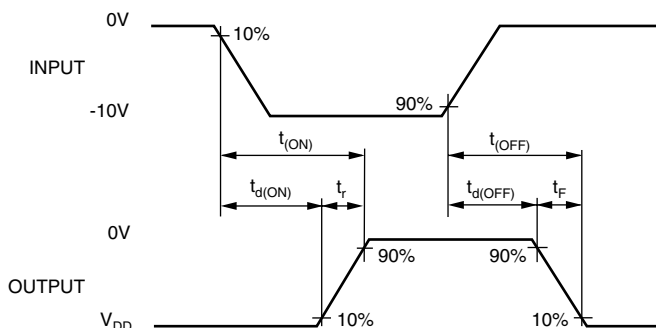 0V
10%
INPUT
-10V
90%
t(ON)
t(OFF)
td(ON)
tr
td(OFF)
tF
0V
90%
90%
OUTPUT
VDD
10%
10%